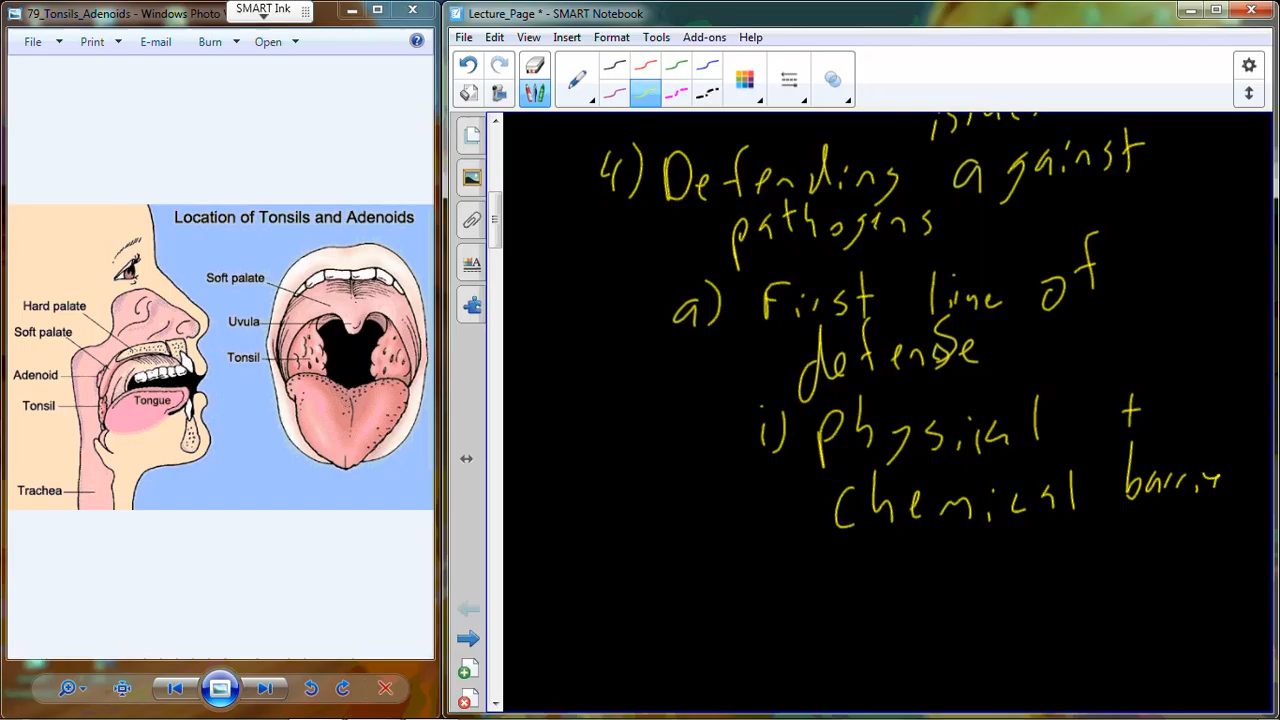 79_Tonsils_Adenoids - Windows Photo
SMART Ink
File
Print
E-mail
Burn
Open
Location of Tonsils and Adenoids
Hard palate
Soft palate
Adenoid
Tonsil
Tongue
Trachea
Soft palate
Uvula
Tonsil
Lecture_Page * - SMART Notebook
File Edit View Insert Format Tools Add-ons Help
4) Defending against
pathogens
a) First line of
defense
i) physical +
chemical